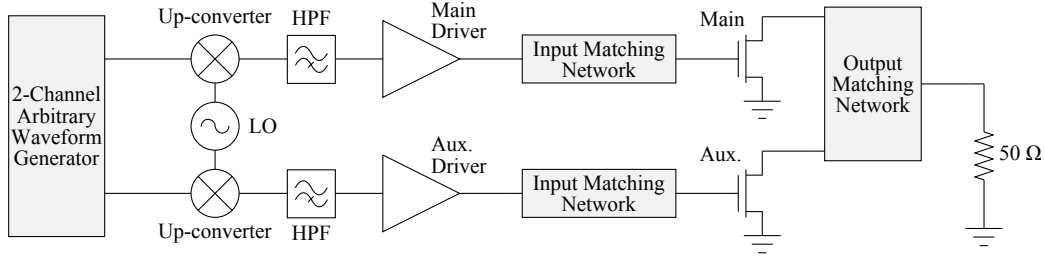 Up-converter
HPF
Main
Driver
Input Matching
Network
Main
2-Channel
Arbitrary
Waveform
Generator
LO
Output
Matching
Network
50 Ω
Aux.
Driver
Input Matching
Network
Aux.
Up-converter
HPF